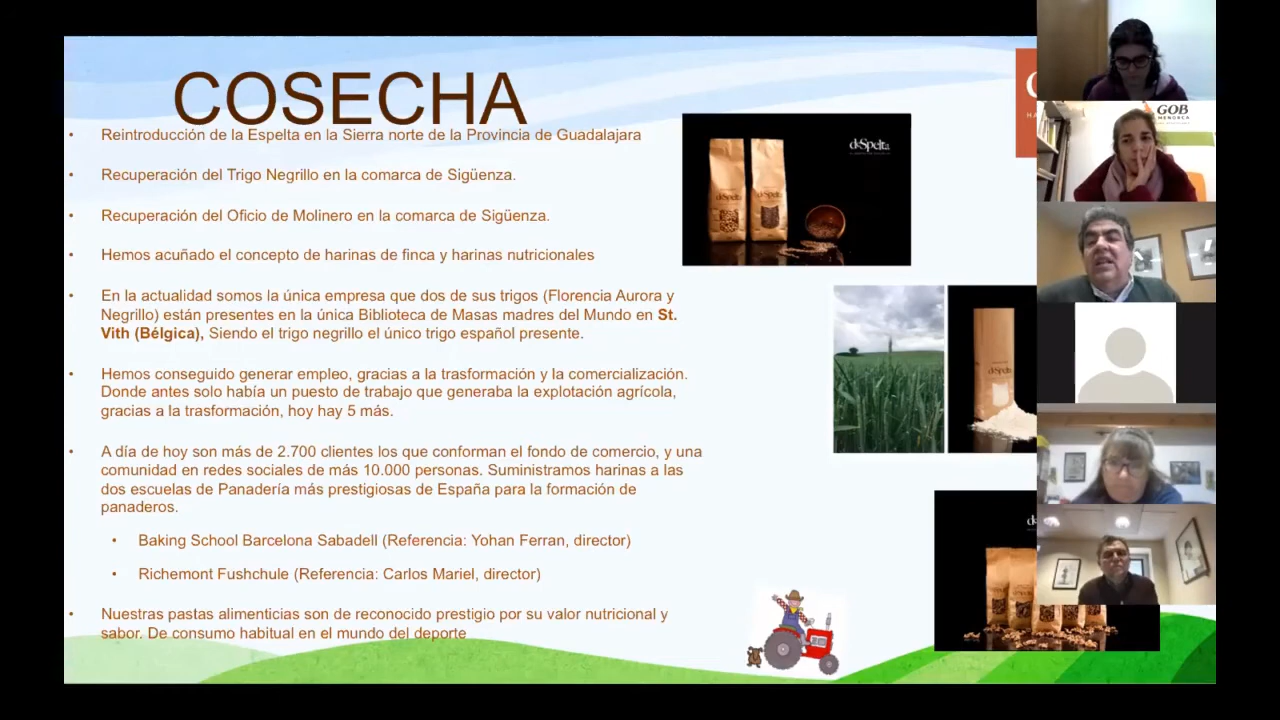 COSECHA
• Reintroducción de la Espelta en la Sierra norte de la Provincia de Guadalajara
• Recuperación del Trigo Negrillo en la comarca de Sigüenza.
• Recuperación del Oficio de Molinero en la comarca de Sigüenza.
• Hemos acuñado el concepto de harinas de finca y harinas nutricionales
• En la actualidad somos la única empresa que dos de sus trigos (Florencia Aurora y
Negrillo) están presentes en la única Biblioteca de Masas madres del Mundo en St.
Vith (Bélgica), Siendo el trigo negrillo el único trigo español presente.
• Hemos conseguido generar empleo, gracias a la trasformación y la comercialización.
Donde antes solo había un puesto de trabajo que generaba la explotación agrícola,
gracias a la trasformación, hoy hay 5 más.
• A día de hoy son más de 2.700 clientes los que conforman el fondo de comercio, y una
comunidad en redes sociales de más 10.000 personas. Suministramos harinas a las
dos escuelas de Panadería más prestigiosas de España para la formación de
panaderos.
• Baking School Barcelona Sabadell (Referencia: Yohan Ferran, director)
• Richemont Fushchule (Referencia: Carlos Mariel, director)
• Nuestras pastas alimenticias son de reconocido prestigio por su valor nutricional y
sabor. De consumo habitual en el mundo del deporte
deSpelta
deSpelta
deSpelta
deSpelta
GOB
MENORCA